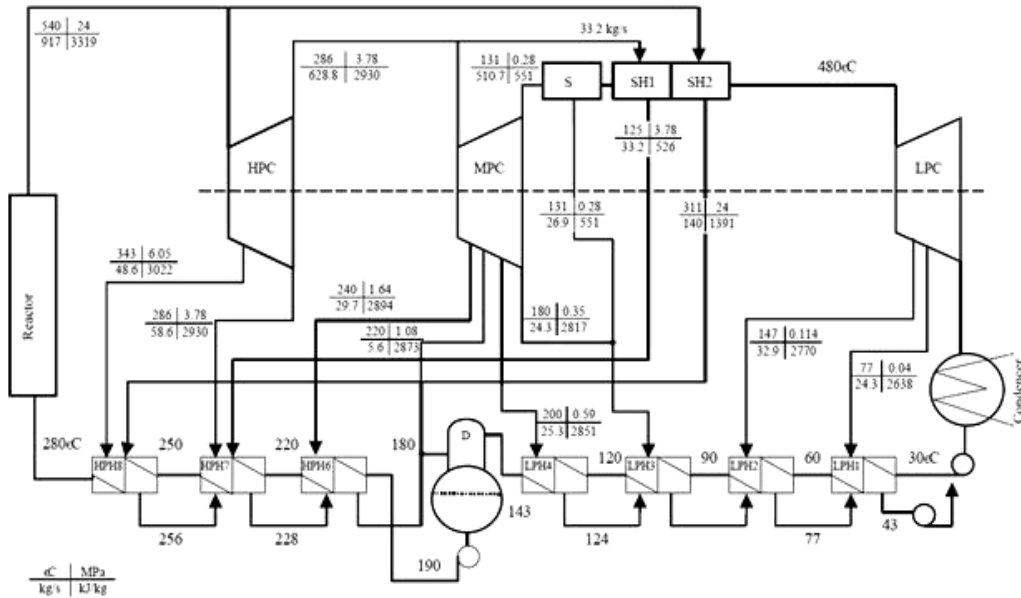 540 | 24
917 | 3319
286 | 3.78
628.8 | 2930
33.2 kg/s
131 | 0.28
510.7 | 551
S
SH1
SH2
480єC
125 | 3.78
33.2 | 526
HPC
MPC
LPC
131 | 0.28
26.9 | 551
311 | 24
140 | 1391
343 | 6.05
48.6 | 3022
286 | 3.78
58.6 | 2930
240 | 1.64
29.7 | 2894
220 | 1.08
5.6 | 2873
180 | 0.35
24.3 | 2817
147 | 0.114
32.9 | 2770
77 | 0.04
24.3 | 2638
Reactor
Condencer
200 | 0.59
25.3 | 2851
280єC
250
220
180
D
120
90
60
30єC
HPH8
HPH7
HPH6
LPH4
LPH3
LPH2
LPH1
256
228
190
143
124
77
43
єC | MPa
kg/s | kJ/kg